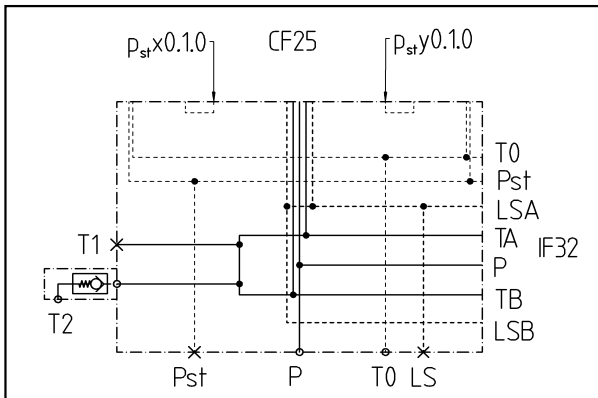 pstx0.1.0 CF25 psty0.1.0
T0
Pst
LSA
T1 TA
IF32
P
TB
T2
LSB
Pst P T0 LS